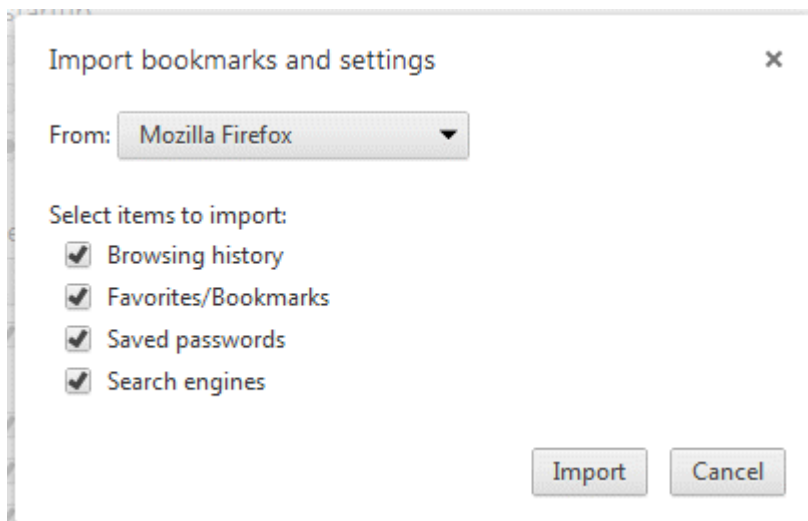 Import bookmarks and settings
From: Mozilla Firefox
Select items to import:
Browsing history
Favorites/Bookmarks
Saved passwords
Search engines
Import Cancel